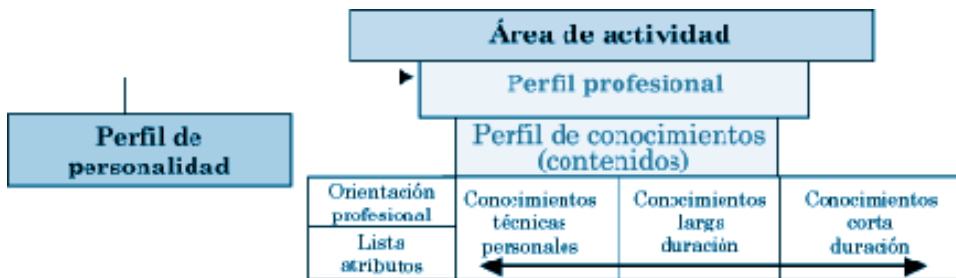 Área de actividad
Perfil profesional
Perfil de
personalidad
Perfil de conocimientos
(contenidos)
Orientación
profesional
Lista
atributos
Conocimientos
técnicas
personales
Conocimientos
larga
duración
Conocimientos
corta
duración